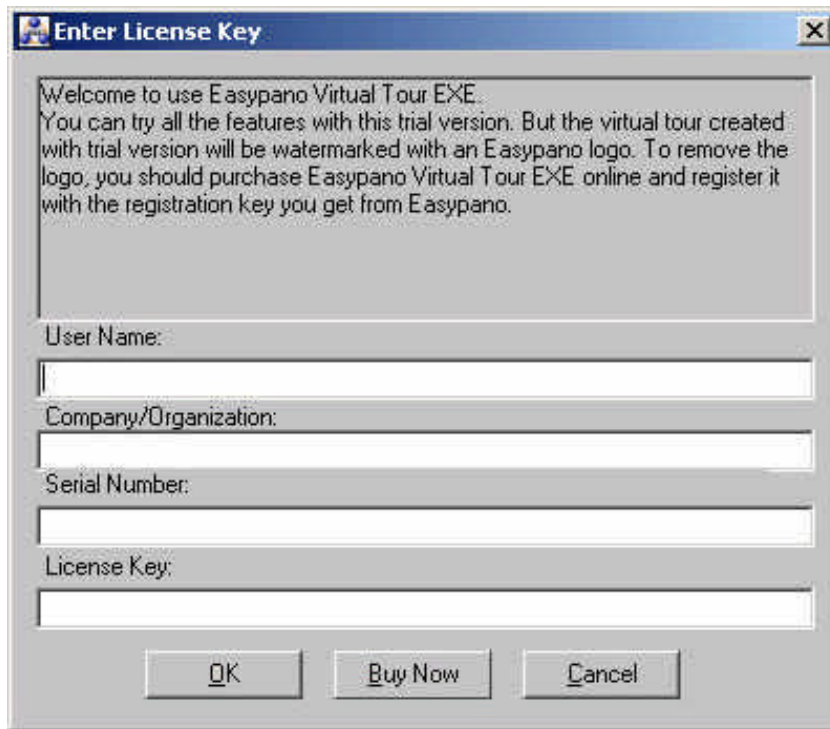 Enter License Key
Welcome to use Easypano Virtual Tour EXE.
You can try all the features with this trial version. But the virtual tour created
with trial version will be watermarked with an Easypano logo. To remove the
logo, you should purchase Easypano Virtual Tour EXE online and register it
with the registration key you get from Easypano.
User Name:
Company/Organization:
Serial Number:
License Key:
OK Buy Now Cancel